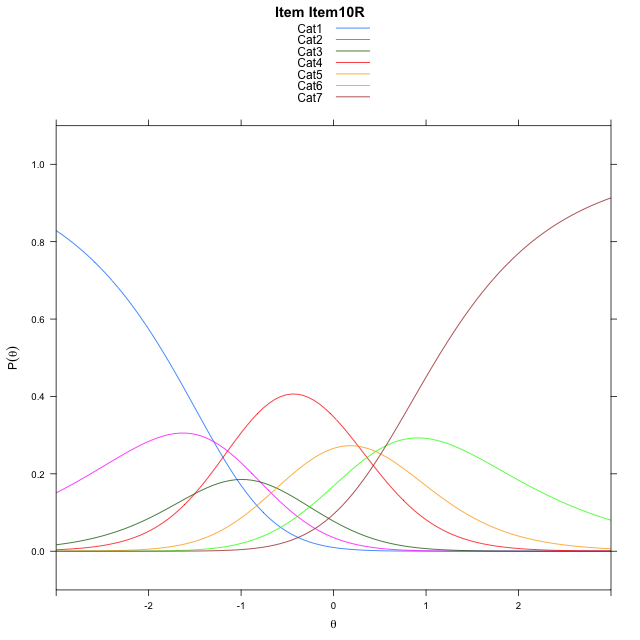 Item Item10R
Cat1
Cat2
Cat3
Cat4
Cat5
Cat6
Cat7
1.0
0.8
0.6
0.4
0.2
0.0
P(θ)
-2 -1 0 1 2
θ